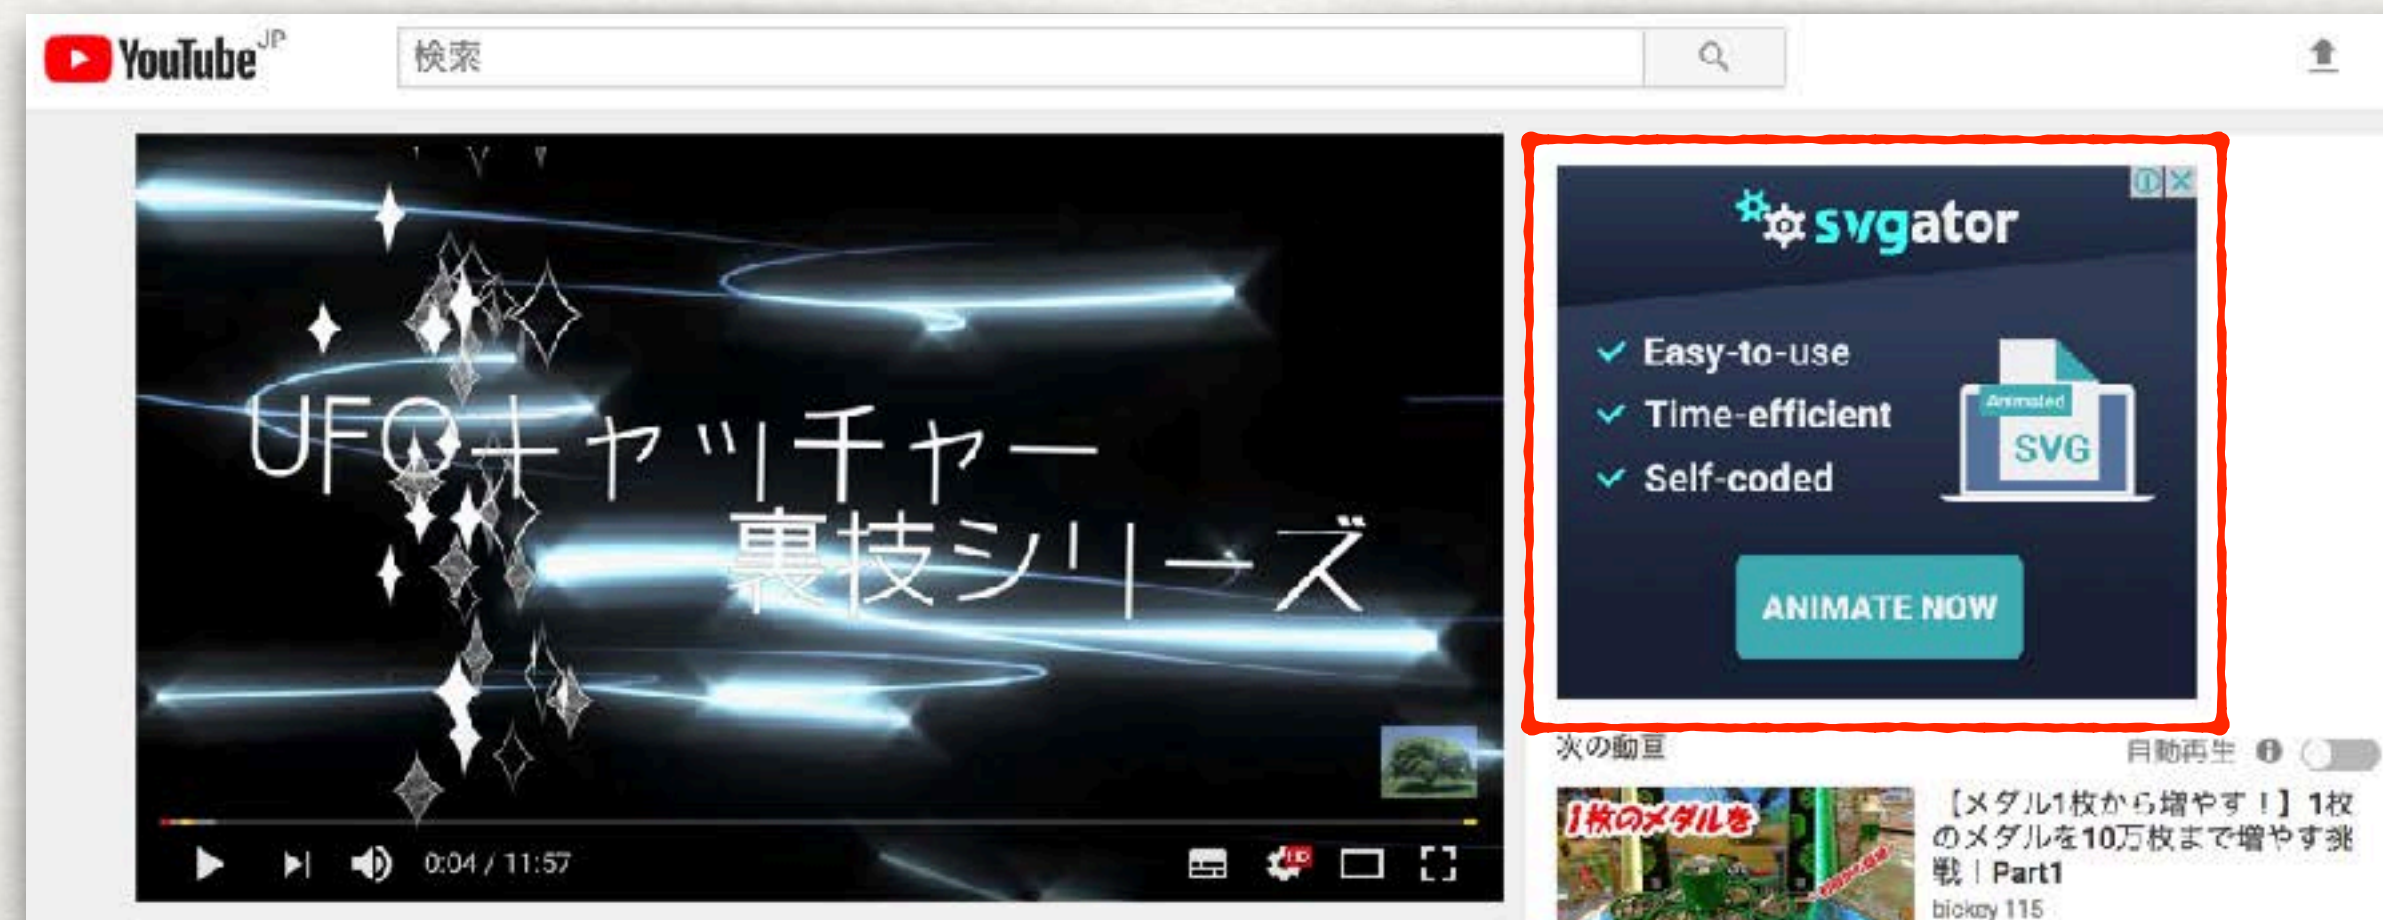 YouTube JP
検索
UFOキャッチャー
裏技シリーズ
0:04 / 11:57
HD
svgator
Easy-to-use
Time-efficient
Self-coded
Animated
SVG
ANIMATE NOW
次の動画
自動再生
1枚のメダルを
【メダル1枚から増やす！】1枚
のメダルを10万枚まで増やす挑
戦｜Part1
bickey 115